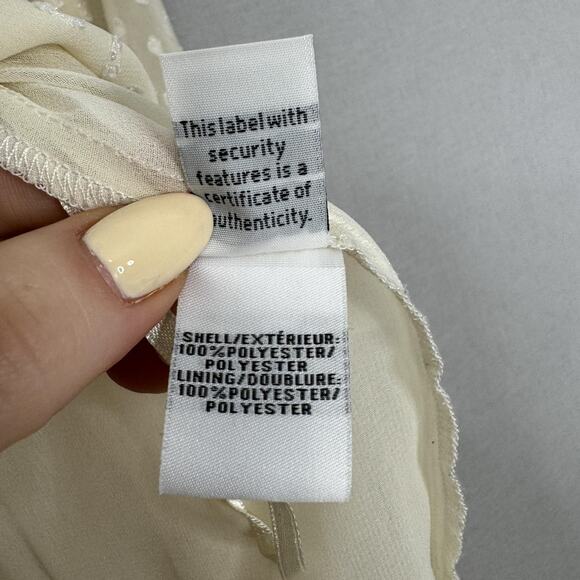 This label with
security
features is a
certificate of
authenticity.
SHELL/EXTÉRIEUR:
100%POLYESTER/
POLYESTER
LINING/DOUBLURE:
100%POLYESTER/
POLYESTER